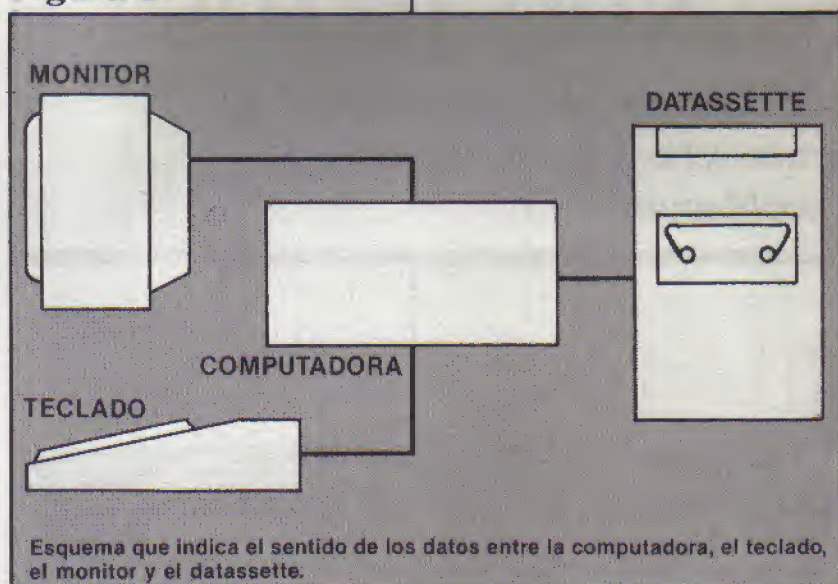 MONITOR
DATASSETTE
COMPUTADORA
TECLADO
Esquema que indica el sentido de los datos entre la computadora, el teclado,
el monitor y el datassette.